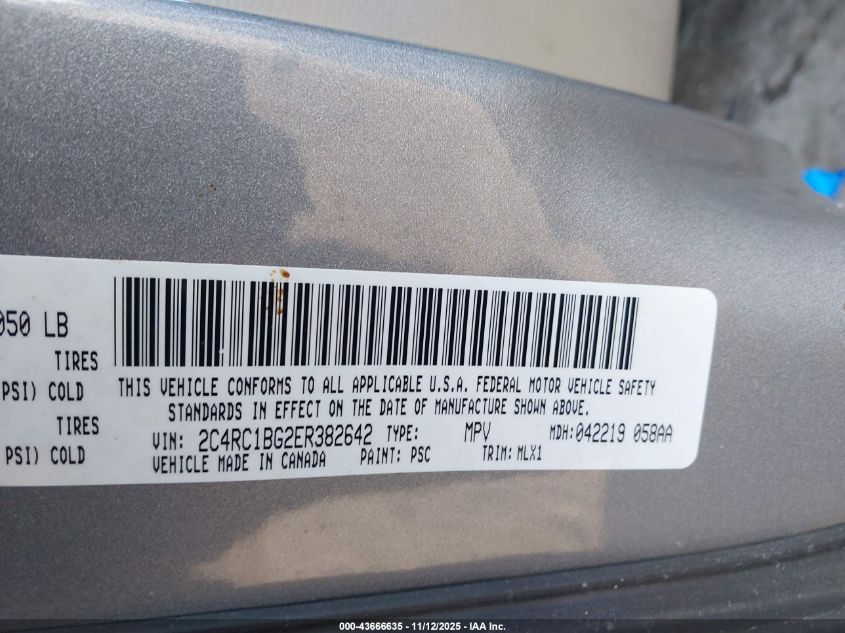 050 LB
TIRES
PSI) COLD
TIRES
PSI) COLD
THIS VEHICLE CONFORMS TO ALL APPLICABLE U.S.A. FEDERAL MOTOR VEHICLE SAFETY
STANDARDS IN EFFECT ON THE DATE OF MANUFACTURE SHOWN ABOVE.
VIN: 2C4RC1BG2ER382642 TYPE: MPV MDH:042219 058AA
VEHICLE MADE IN CANADA PAINT: PSC TRIM: MLX1
000-43666635 - 11/12/2025 - IAA Inc.